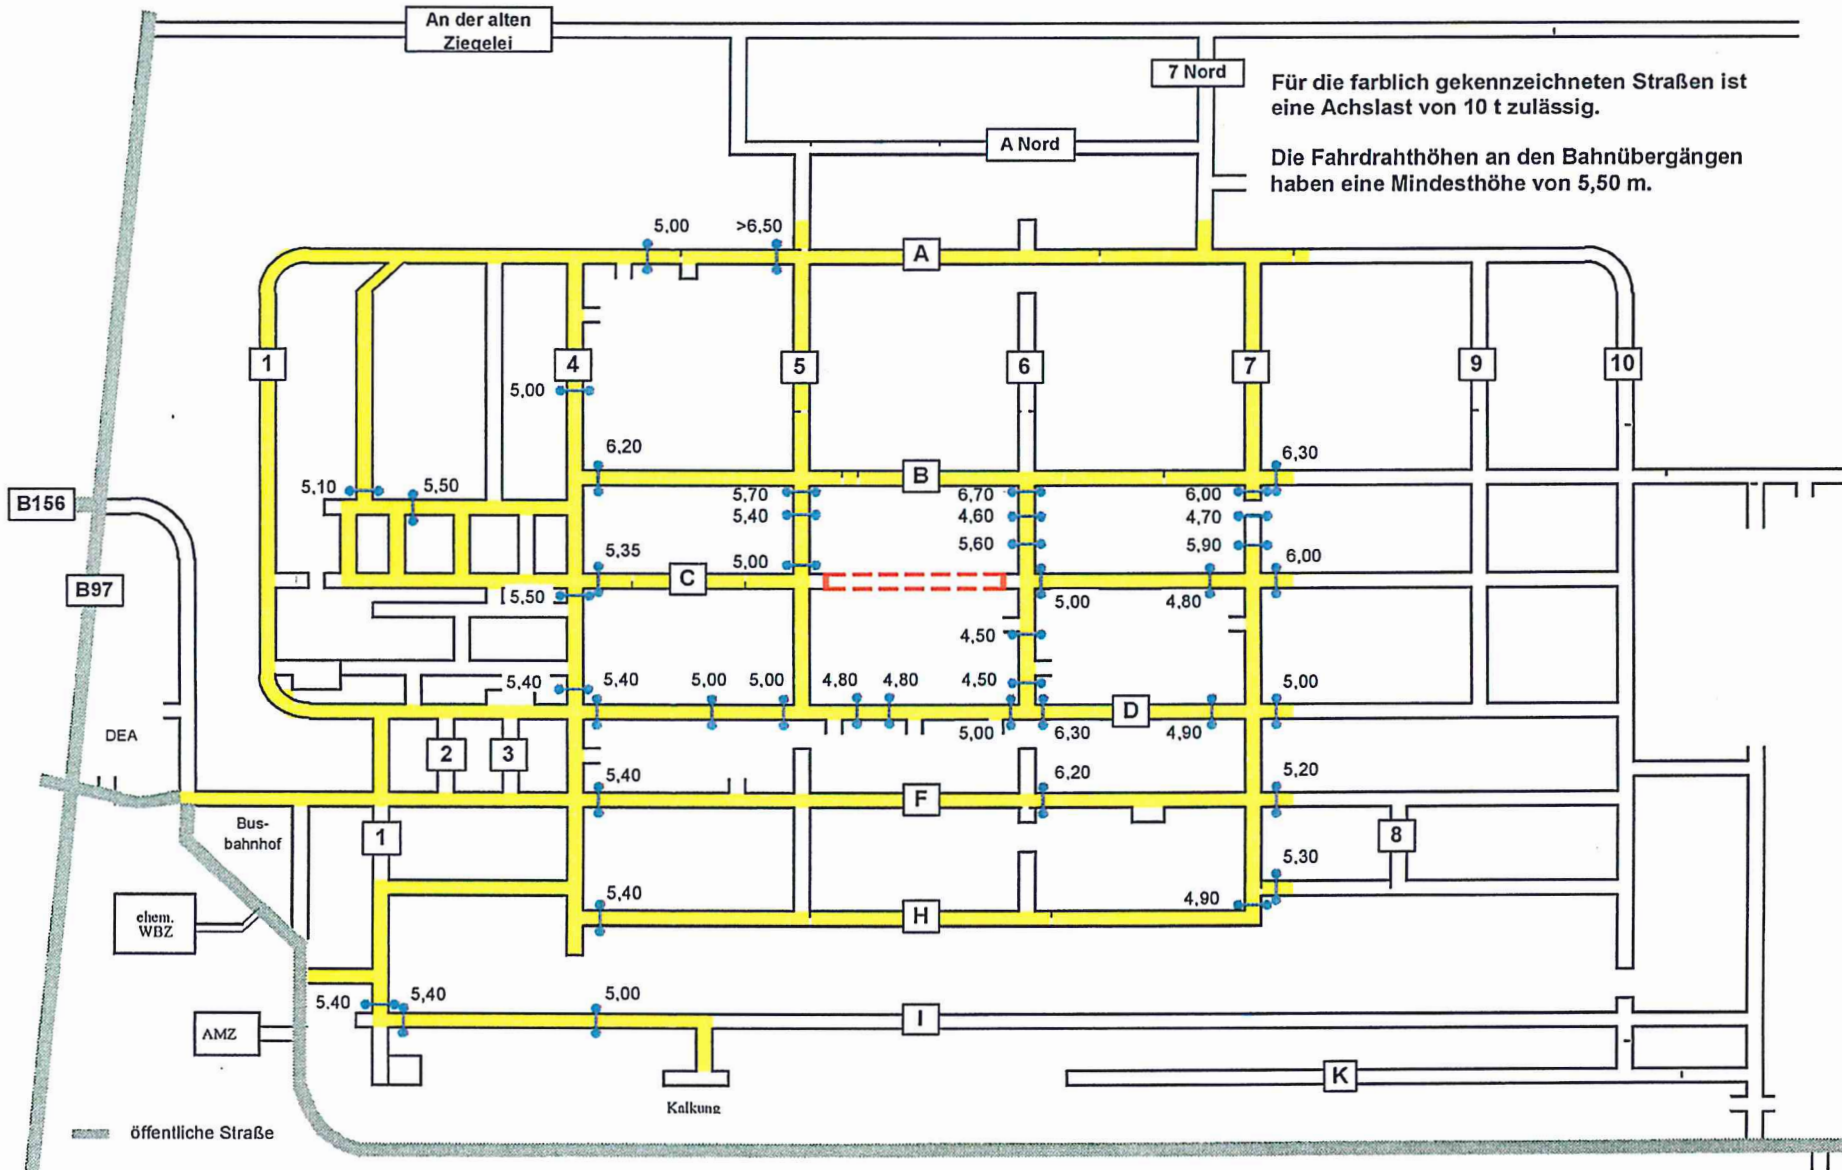 An der alten
Ziegelei
7 Nord
Für die farblich gekennzeichneten Straßen ist
eine Achslast von 10 t zulässig.
A Nord
Die Fahrdrahthöhen an den Bahnübergängen
haben eine Mindesthöhe von 5,50 m.
5,00
>6,50
A
1
4
5
6
7
9
10
5,00
6,20
6,30
B
5,10
5,50
5,70
6,70
6,00
B156
5,40
4,60
4,70
5,60
5,90
5,35
5,00
6,00
C
B97
5,50
5,00
4,80
4,50
5,40
5,40
5,00
5,00
4,80
4,80
4,50
5,00
D
DEA
5,00
6,30
4,90
2
3
5,40
6,20
5,20
F
Bus-
bahnhof
1
8
5,30
5,40
4,90
H
ehem.
WBZ
5,40
5,40
5,00
I
AMZ
K
Kalkung
öffentliche Straße